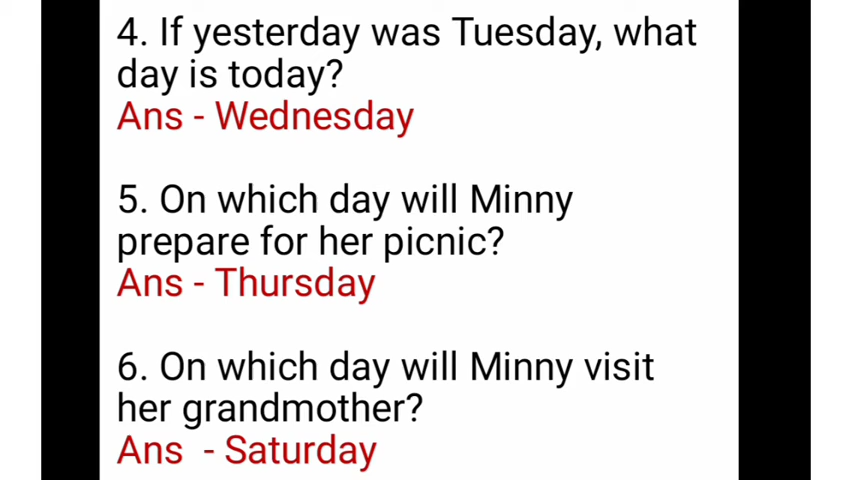 4. If yesterday was Tuesday, what
day is today?
Ans - Wednesday
5. On which day will Minny
prepare for her picnic?
Ans - Thursday
6. On which day will Minny visit
her grandmother?
Ans - Saturday